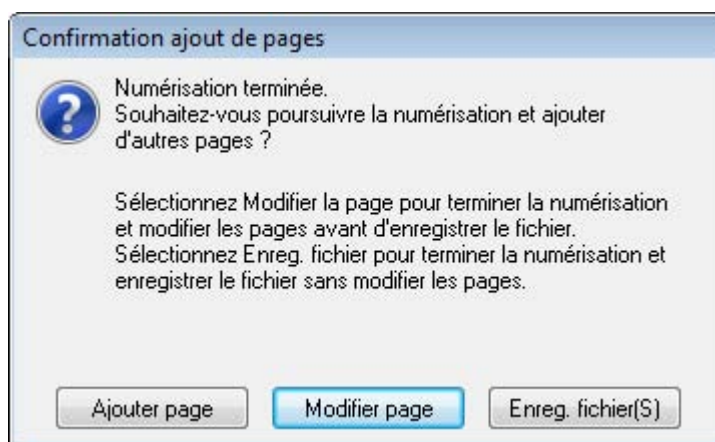 Confirmation ajout de pages
Numérisation terminée.
Souhaitez-vous poursuivre la numérisation et ajouter
d'autres pages ?
Sélectionnez Modifier la page pour terminer la numérisation
et modifier les pages avant d'enregistrer le fichier.
Sélectionnez Enreg. fichier pour terminer la numérisation et
enregistrer le fichier sans modifier les pages.
Ajouter page
Modifier page
Enreg. fichier(S)